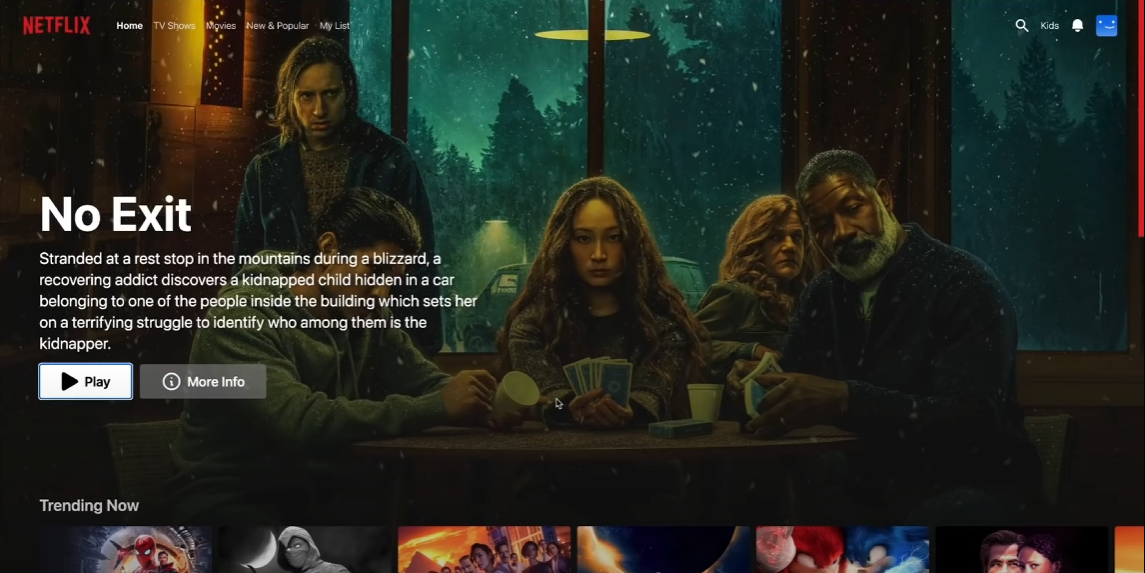 NETFLIX
Home TV Shows Movies New & Popular My List
Kids
No Exit
Stranded at a rest stop in the mountains during a blizzard, a
recovering addict discovers a kidnapped child hidden in a car
belonging to one of the people inside the building which sets her
on a terrifying struggle to identify who among them is the
kidnapper.
Play
More Info
Trending Now